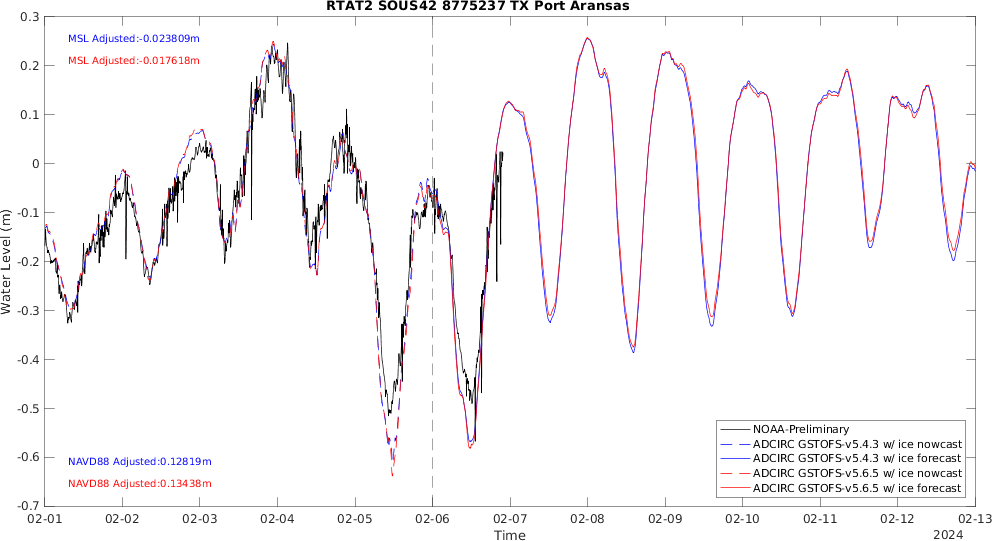 RTAT2 SOUS42 8775237 TX Port Aransas
MSL Adjusted:-0.023809m
MSL Adjusted:-0.017618m
0.3
0.2
0.1
0
-0.1
-0.2
-0.3
-0.4
-0.5
-0.6
-0.7
Water Level (m)
NAVD88 Adjusted:0.12819m
NAVD88 Adjusted:0.13438m
NOAA-Preliminary
ADCIRC GSTOFS-v5.4.3 w/ ice nowcast
ADCIRC GSTOFS-v5.4.3 w/ ice forecast
ADCIRC GSTOFS-v5.6.5 w/ ice nowcast
ADCIRC GSTOFS-v5.6.5 w/ ice forecast
02-01 02-02 02-03 02-04 02-05 02-06 02-07 02-08 02-09 02-10 02-11 02-12 02-13
Time
2024